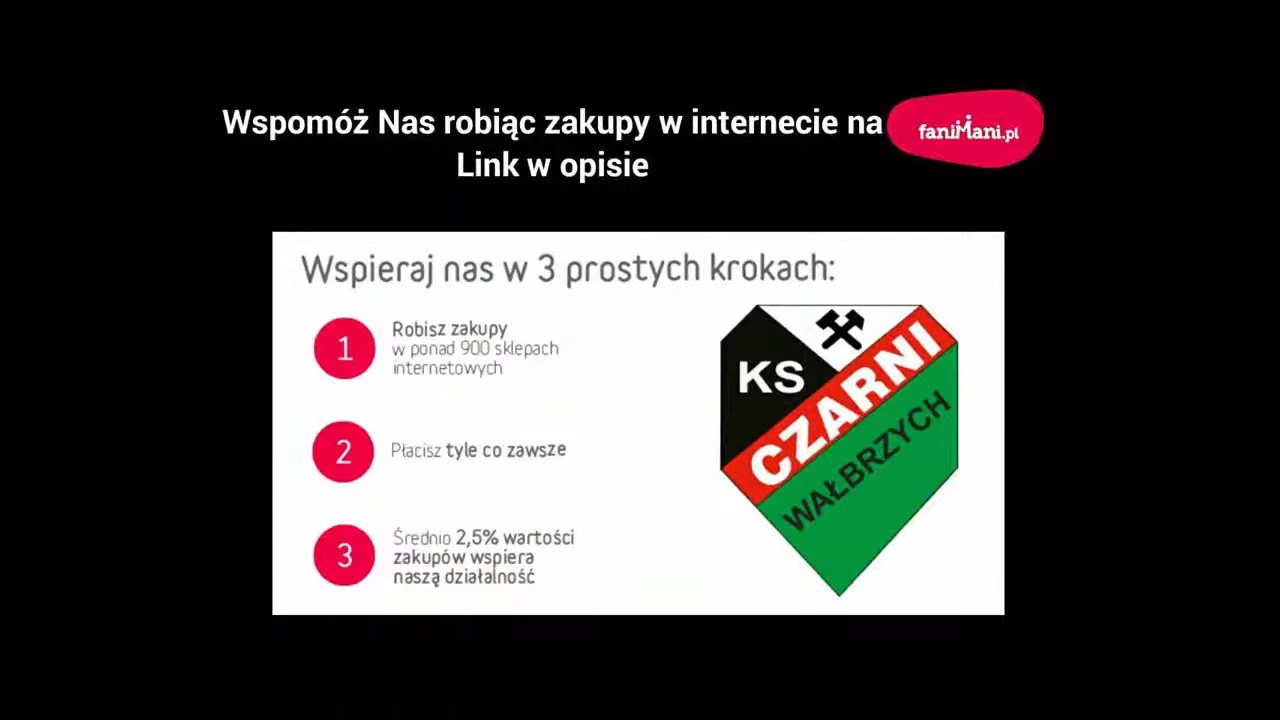 Wspomóż Nas robiąc zakupy w internecie na faniMani.pl
Link w opisie
Wspieraj nas w 3 prostych krokach:
1
Robisz zakupy
w ponad 900 sklepach
internetowych
2
Płacisz tyle co zawsze
3
Średnio 2,5% wartości
zakupów wspiera
naszą działalność
KS
CZARNI
WAŁBRZYCH